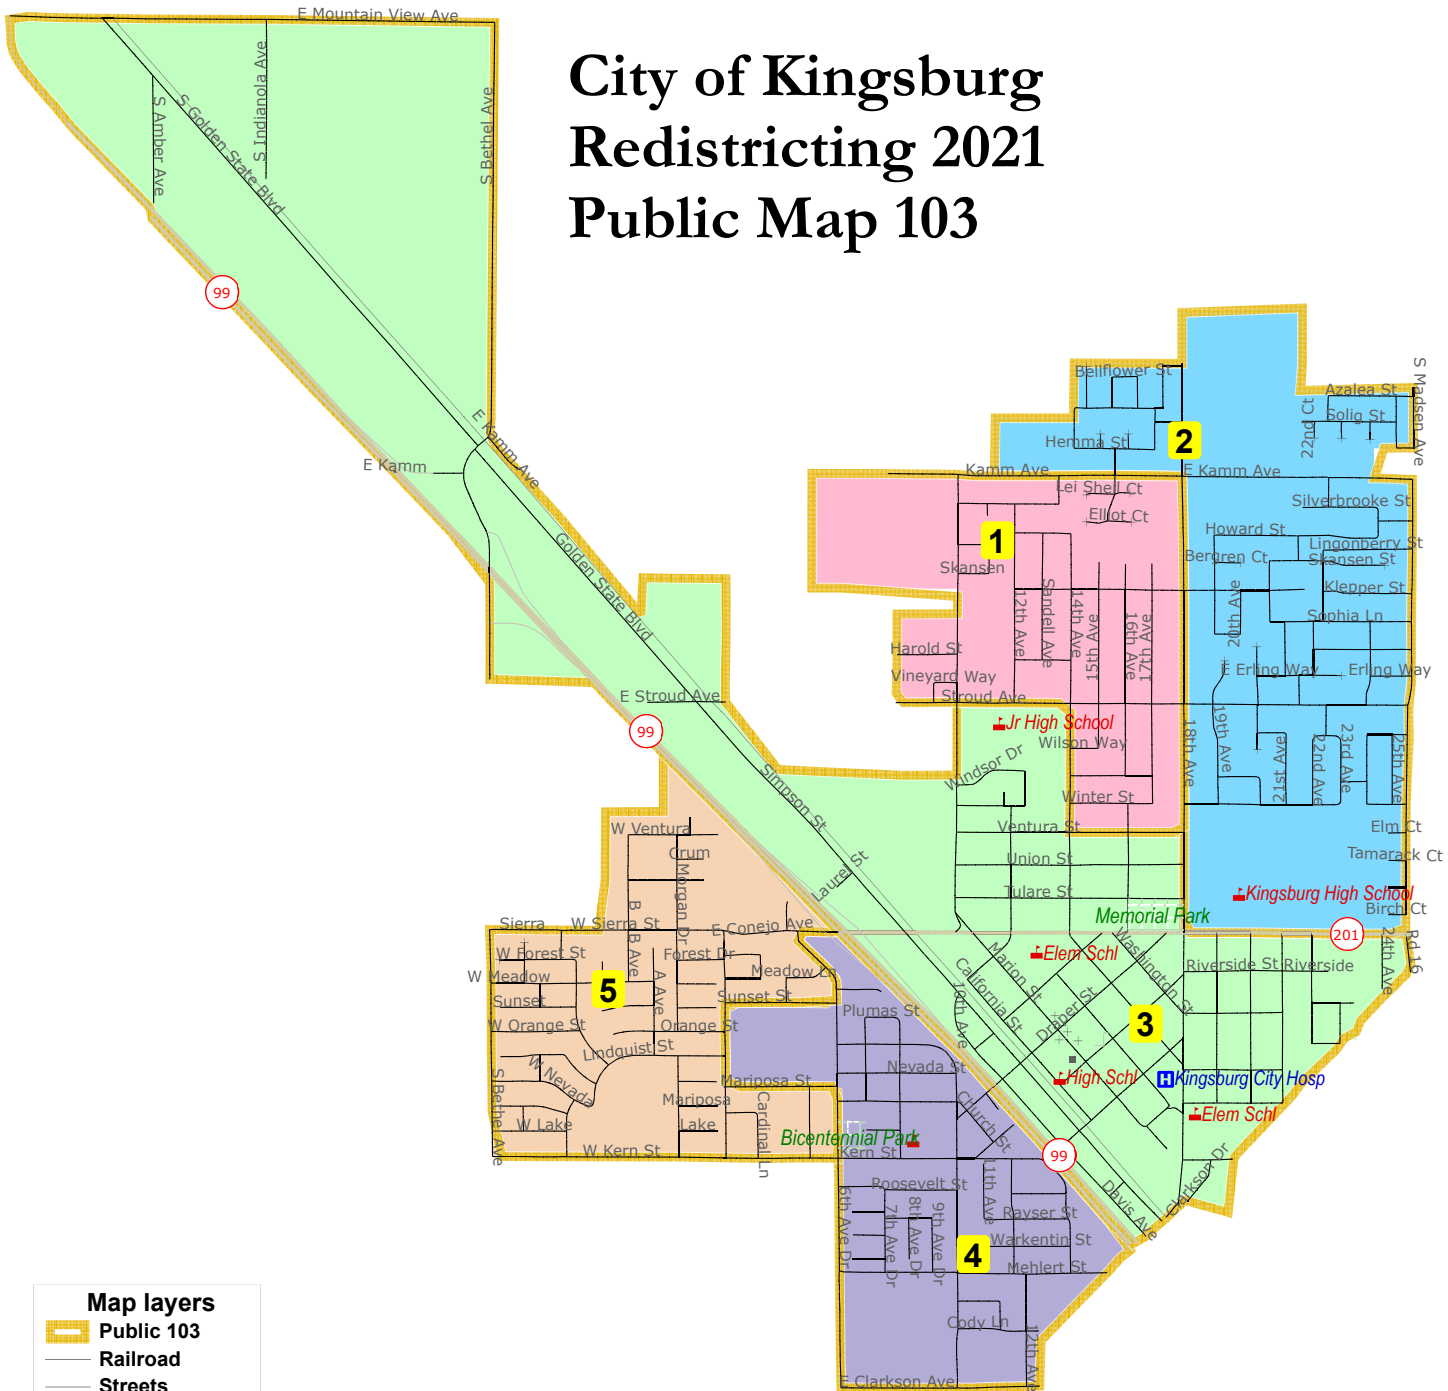 E Mountain View Ave
City of Kingsburg
Redistricting 2021
Public Map 103
S Amber Ave
S Golden State Blvd
S Indianola Ave
S Bethel Ave
99
E Kamm Ave
E Kamm
Golden State Blvd
E Stroud Ave
99
Simpson St
Laurel St
Bellflower St
Hemma St
2
Azalea St
Solig St
22nd Ct
S Madsen Ave
Kamm Ave
E Kamm Ave
Lei Shell Ct
Elliot Ct
1
Skansen
Silverbrooke St
Howard St
Lingonberry St
Bergren Ct
Skansen St
Klepper St
Sophia Ln
12th Ave
Sandell Ave
14th Ave
15th Ave
16th Ave
17th Ave
20th Ave
Harold St
Vineyard Way
Stroud Ave
E Erling Way
Erling Way
Jr High School
Wilson Way
Windsor Dr
Winter St
18th Ave
19th Ave
21st Ave
22nd Ave
23rd Ave
25th Ave
Ventura St
Union St
Tulare St
Elm Ct
Tamarack Ct
Kingsburg High School
Birch Ct
Memorial Park
201
24th Ave
Rd 16
W Ventura
Crum
Morgan Dr
B
B Ave
A Ave
Sierra
W Sierra St
E Conejo Ave
W Forest St
Forest Dr
W Meadow
Meadow Ln
5
Sunset
Sunset St
W Orange St
Orange St
Lindquist St
W Nevada
Mariposa St
Mariposa
W Lake
Lake
S Bethel Ave
W Kern St
Cardinal Ln
Elem Schl
Marion St
California St
10th Ave
Draper St
Washington St
Riverside St
Riverside
3
Plumas St
Nevada St
High Schl
H
Kingsburg City Hosp
Elem Schl
Church St
Bicentennial Park
Kern St
99
Davis Ave
Clarkson Dr
Roosevelt St
11th Ave
6th Ave Dr
7th Ave Dr
8th Ave Dr
9th Ave Dr
Rayser St
Warkentin St
4
Mehlert St
Cody Ln
12th Ave
E Clarkson Ave
Map layers
Public 103
Railroad
Streets